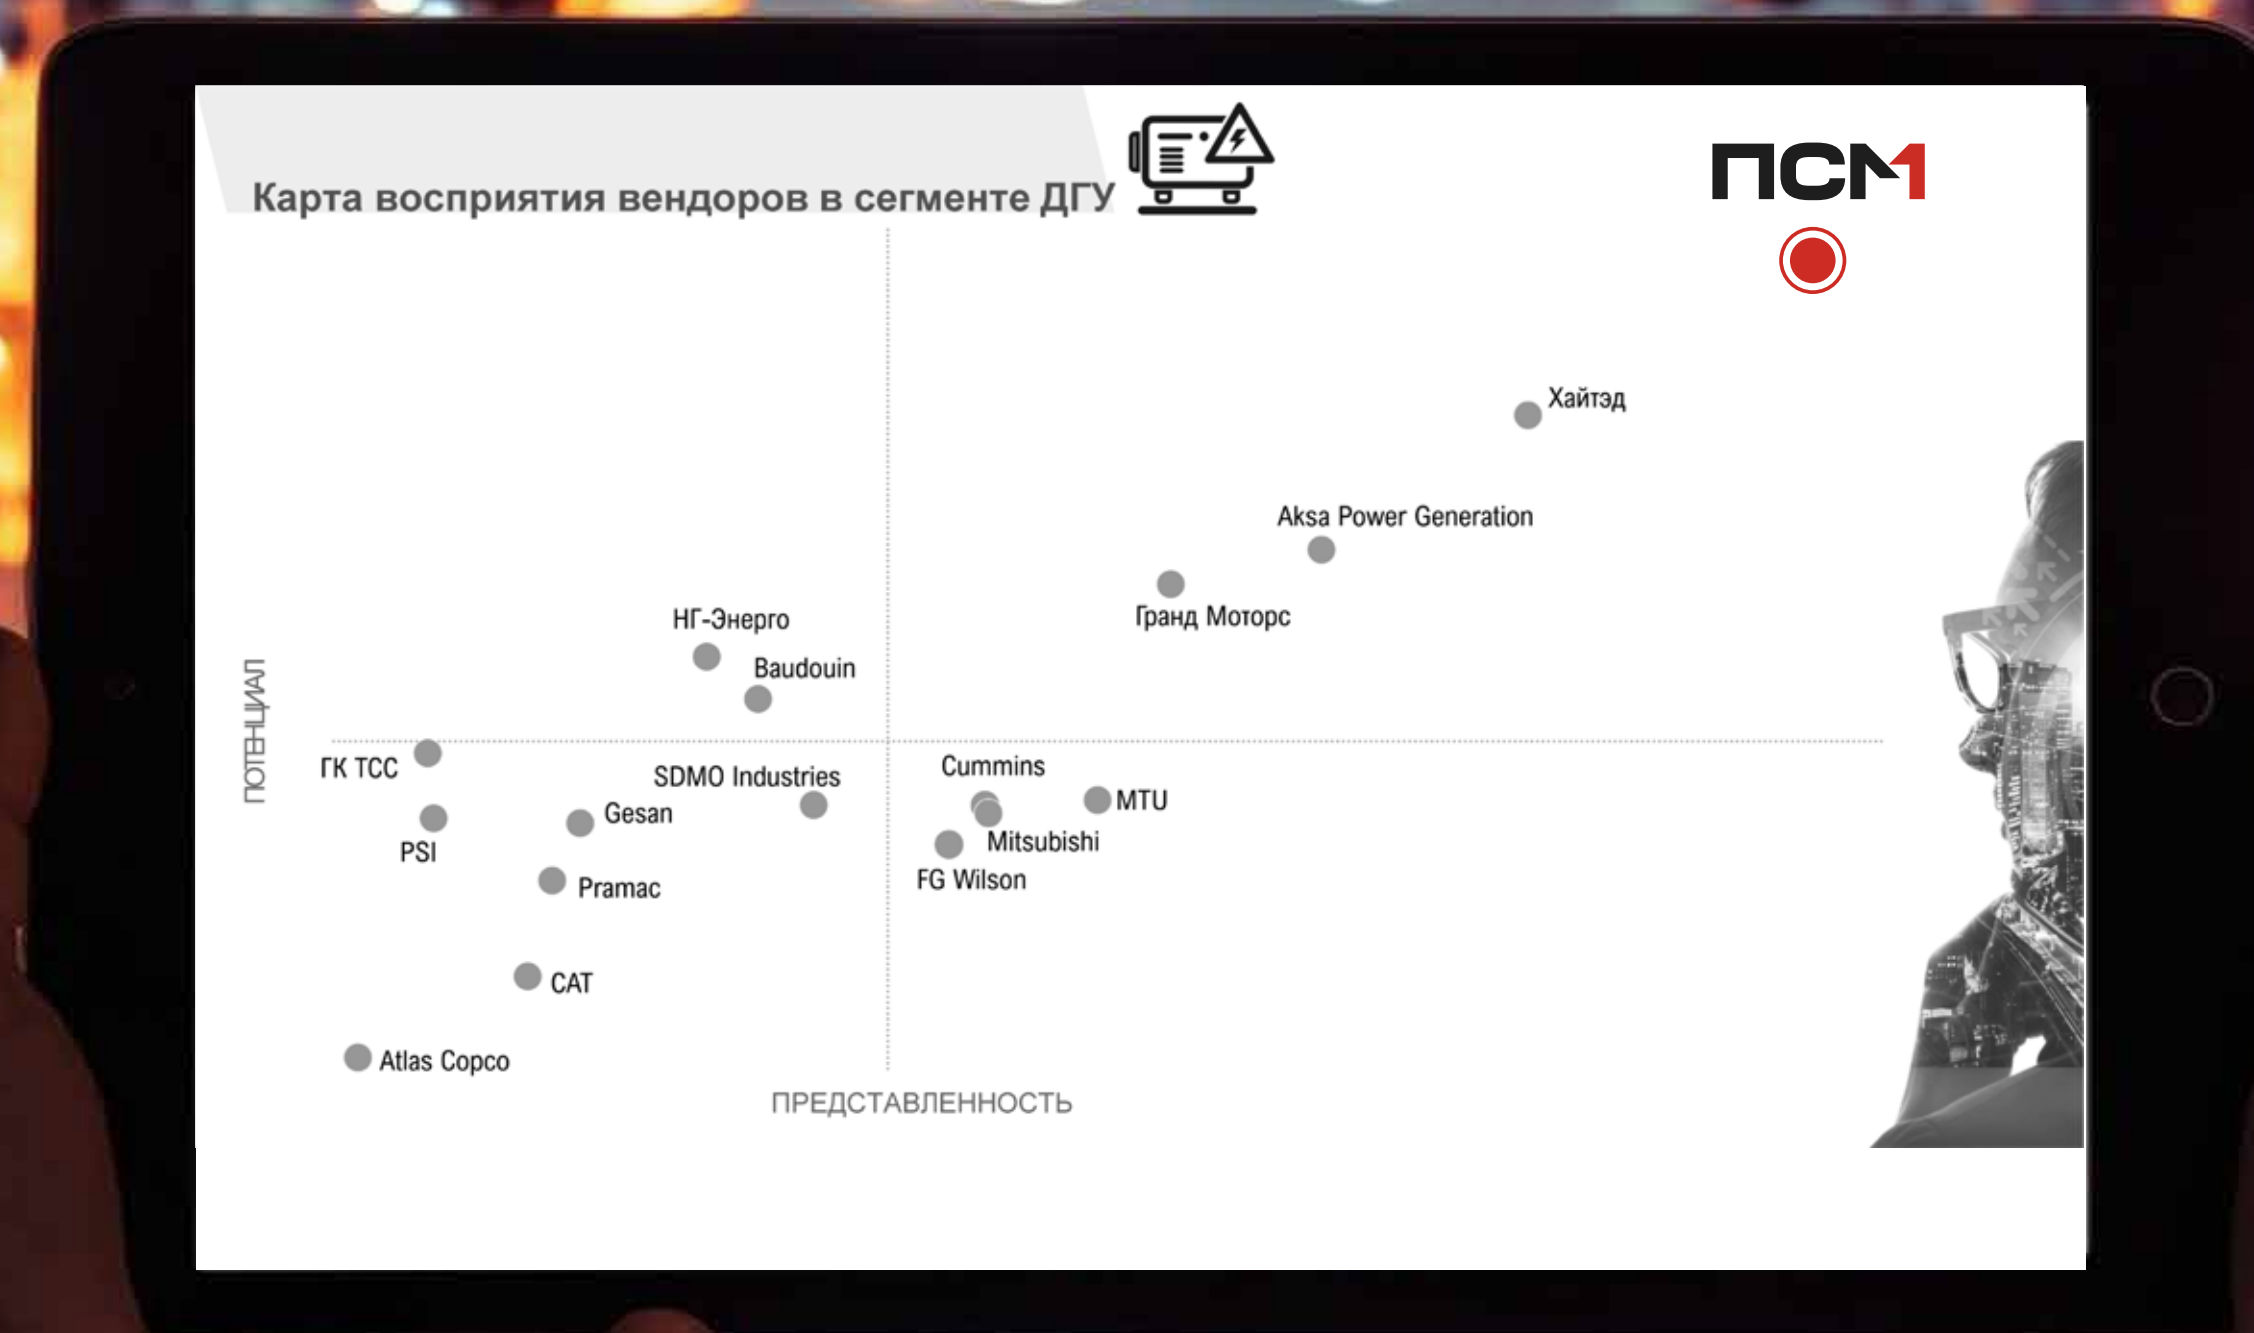 Карта восприятия вендоров в сегменте ДГУ
ПСМ
Хайтэд
Aksa Power Generation
Гранд Моторс
НГ-Энерго
Baudouin
ПОТЕНЦИАЛ
ГК ТСС
SDMO Industries
Cummins
MTU
Gesan
PSI
Mitsubishi
FG Wilson
Pramac
CAT
Atlas Copco
ПРЕДСТАВЛЕННОСТЬ